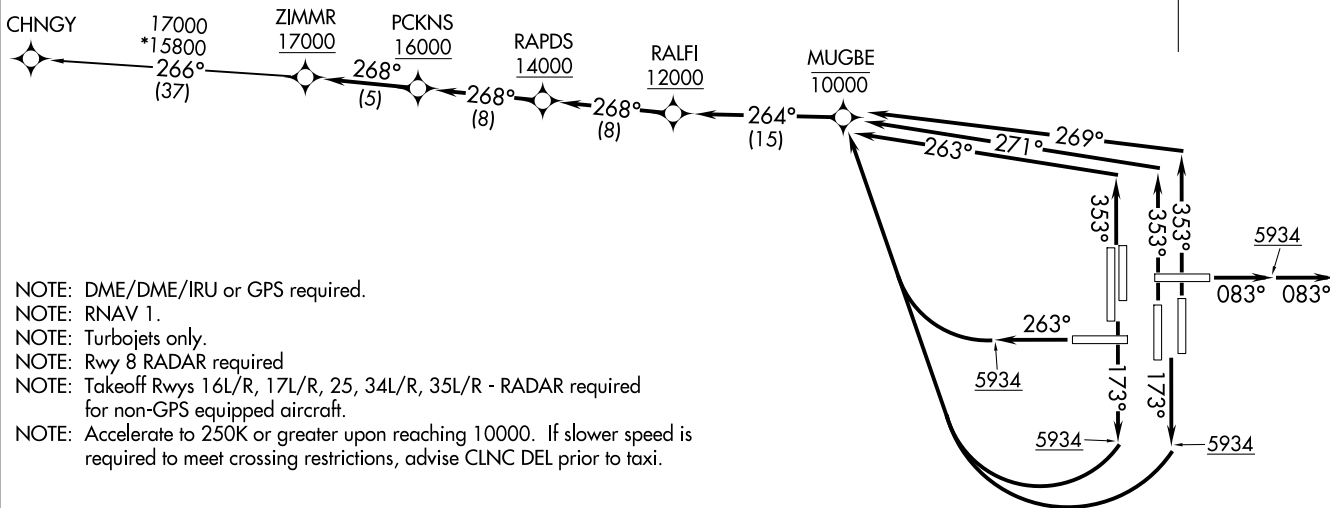 CHNGY
17000
*15800
266°
(37)
ZIMMR
17000
268°
(5)
PCKNS
16000
268°
(8)
RAPDS
14000
268°
(8)
RALFI
12000
264°
(15)
MUGBE
10000
269°
271°
263°
353°
353°
353°
5934
083°
083°
263°
5934
173°
173°
5934
5934
NOTE: DME/DME/IRU or GPS required.
NOTE: RNAV 1.
NOTE: Turbojets only.
NOTE: Rwy 8 RADAR required
NOTE: Takeoff Rwys 16L/R, 17L/R, 25, 34L/R, 35L/R - RADAR required
for non-GPS equipped aircraft.
NOTE: Accelerate to 250K or greater upon reaching 10000. If slower speed is
required to meet crossing restrictions, advise CLNC DEL prior to taxi.